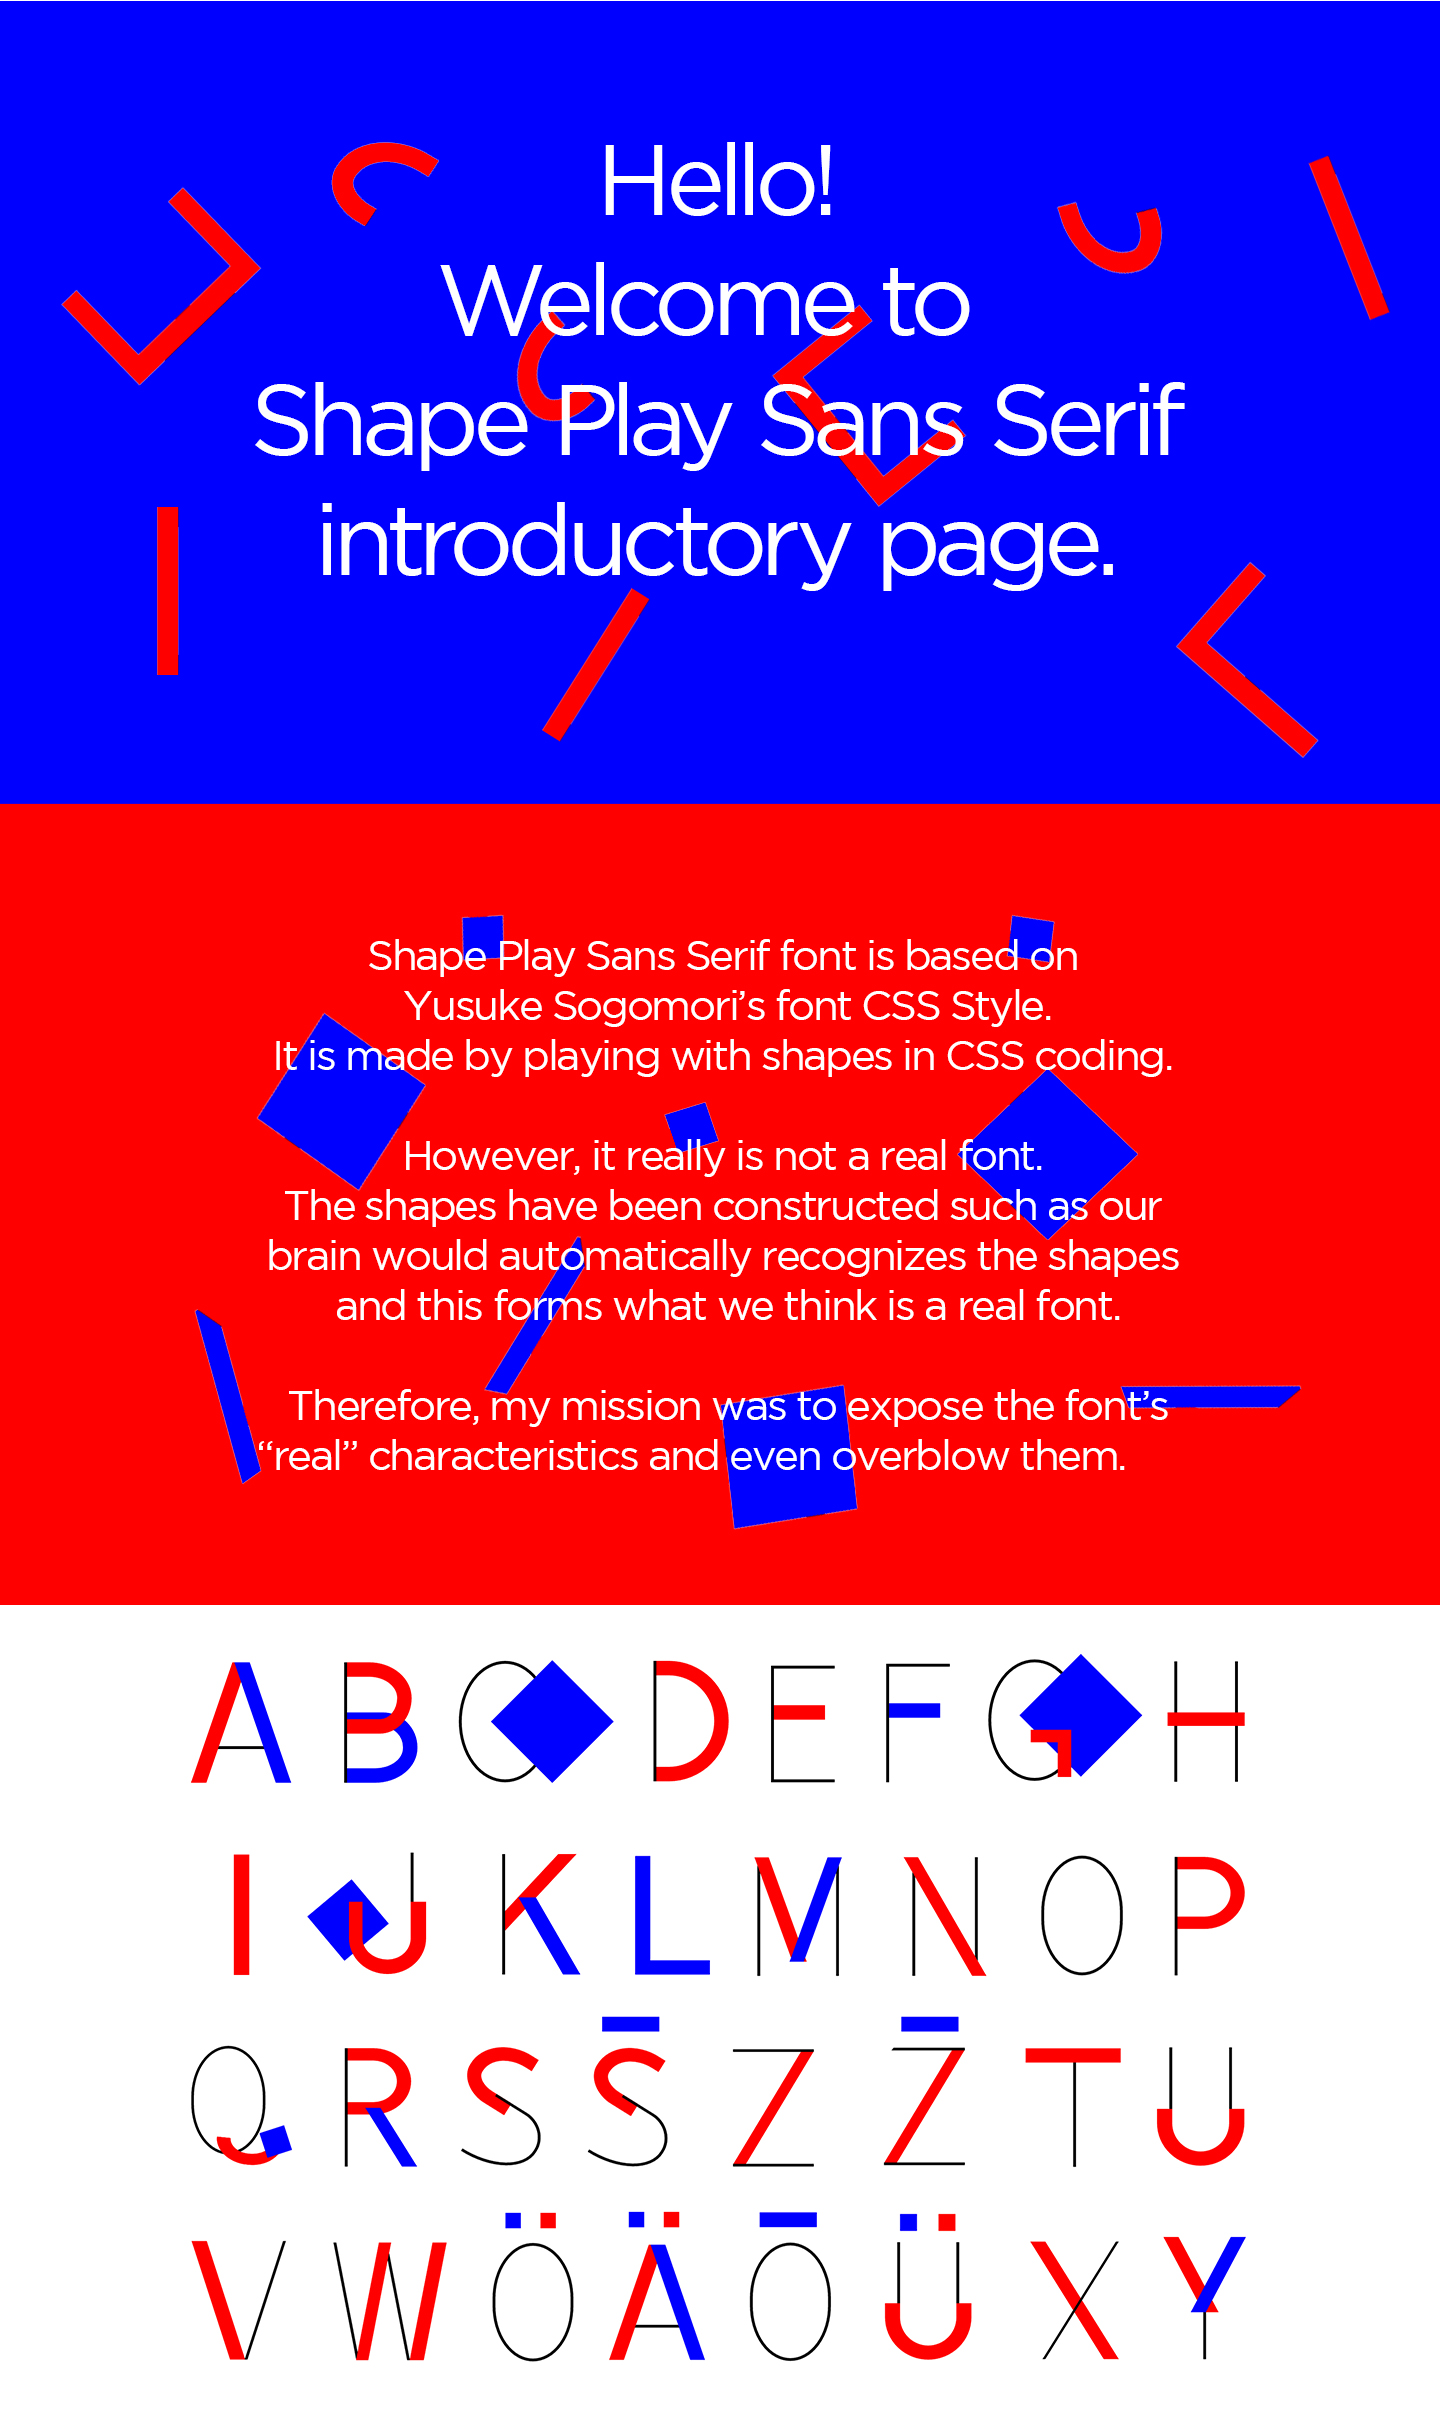 Hello!
Welcome to
Shape Play Sans Serif
introductory page.
Shape Play Sans Serif font is based on
Yusuke Sogomori’s font CSS Style.
It is made by playing with shapes in CSS coding.
However, it really is not a real font.
The shapes have been constructed such as our
brain would automatically recognizes the shapes
and this forms what we think is a real font.
Therefore, my mission was to expose the font’s
“real” characteristics and even overblow them.
A B C D E F G H
I J K L M N O P
Q R S S̄ Z Z̄ T U
V W Ö Ä Ō Ü X Y